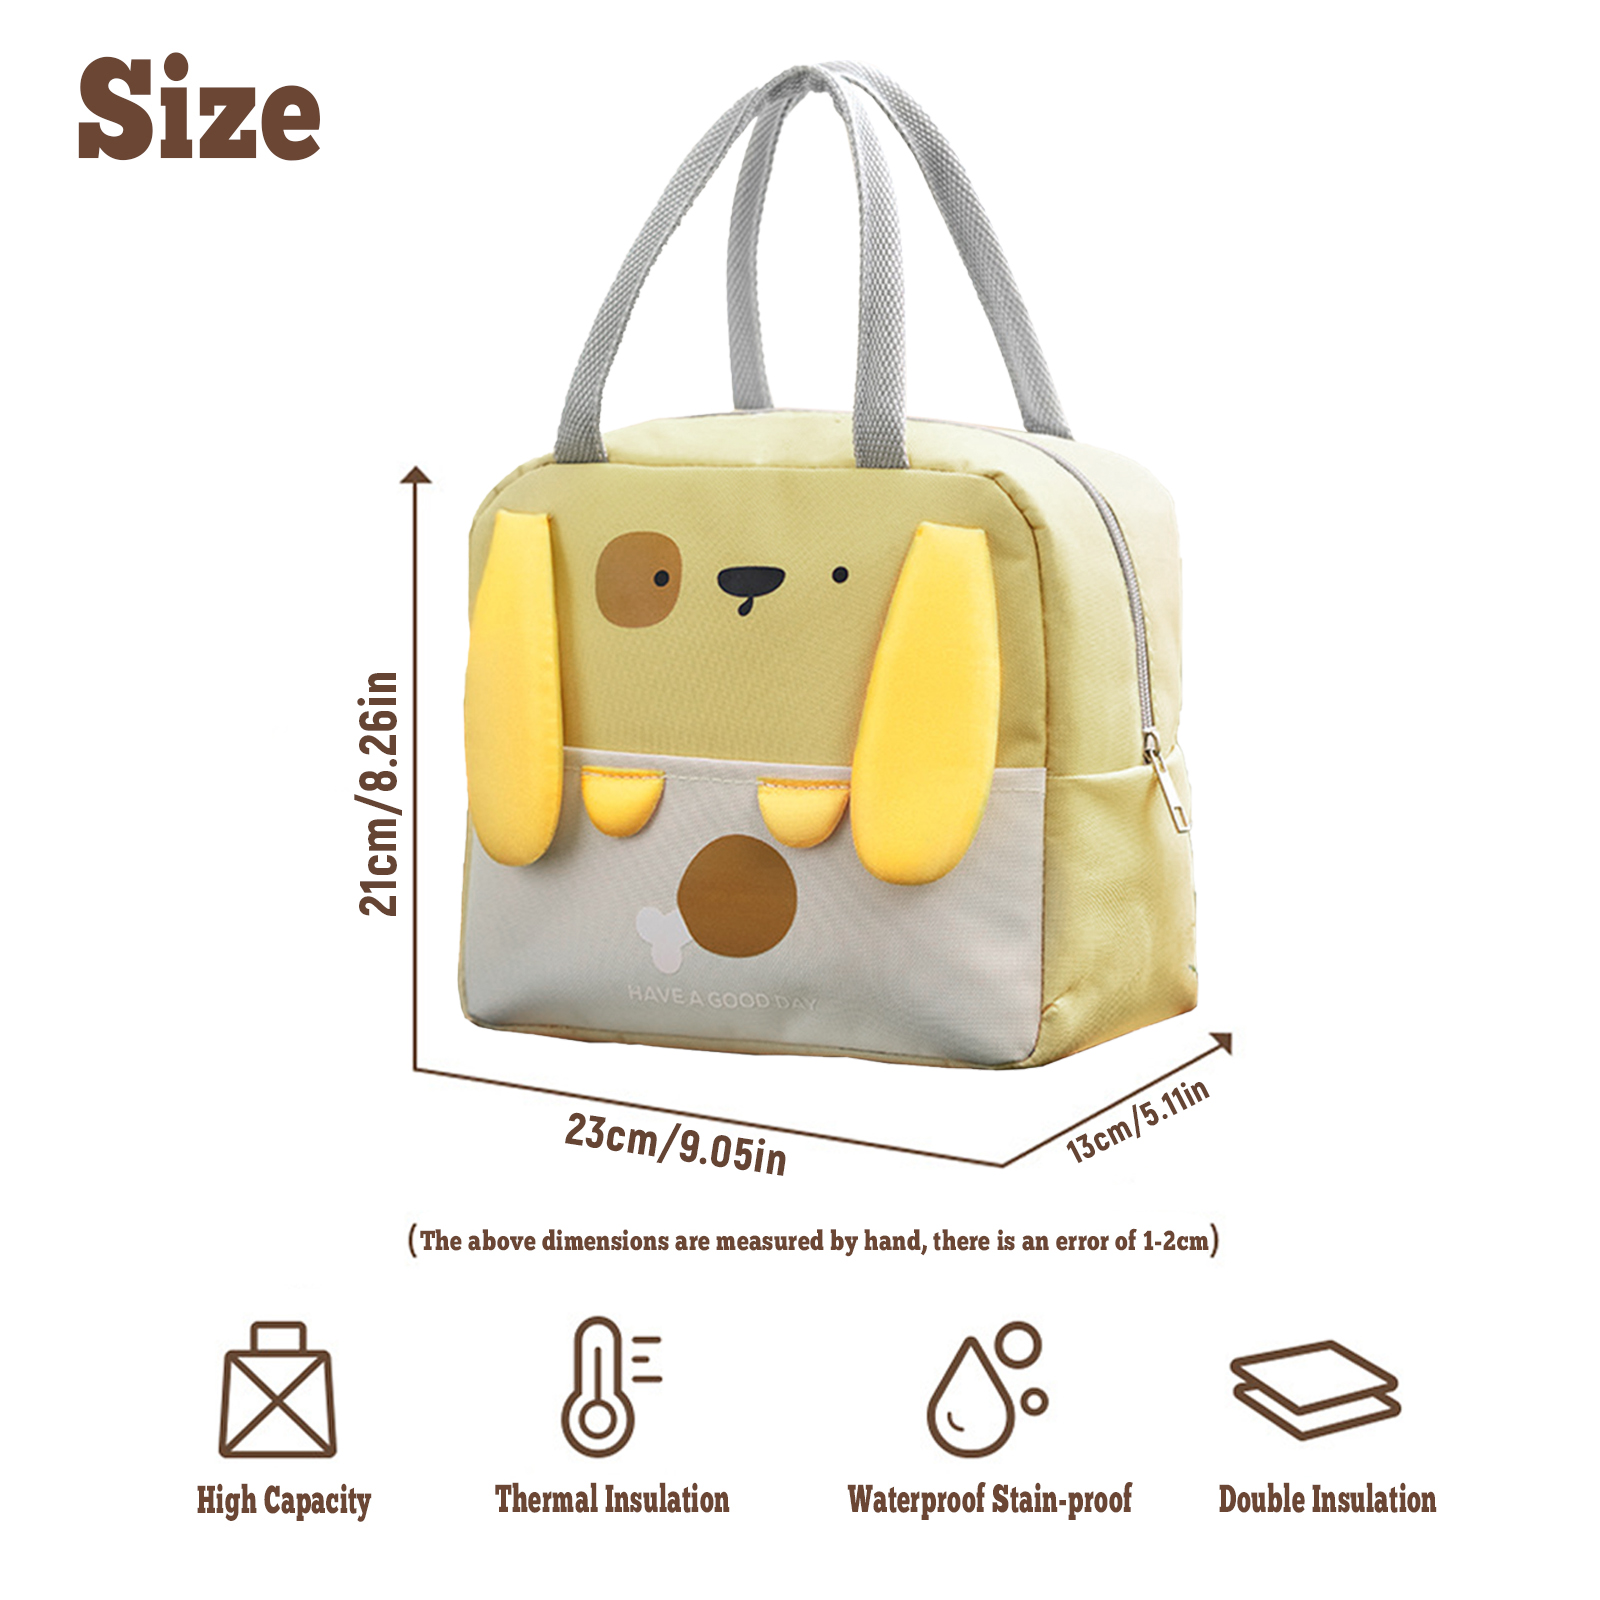 Size
21cm/8.26in
HAVE A GOOD DAY
23cm/9.05in
13cm/5.11in
(The above dimensions are measured by hand, there is an error of 1-2cm)
High Capacity
Thermal Insulation
Waterproof Stain-proof
Double Insulation